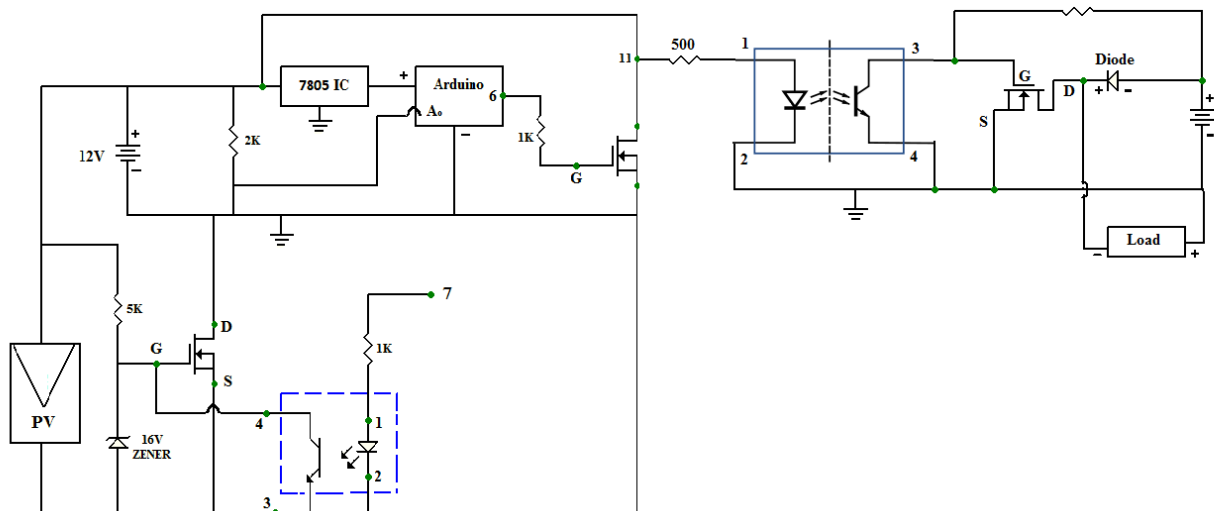 500
1
3
11
Diode
7805 IC
+
Arduino
6
A₀
−
2K
1K
G
12V
+
−
G
S
D
+
-
+
-
2
4
Load
−
+
7
5K
1K
D
G
S
PV
16V
ZENER
4
1
2
3